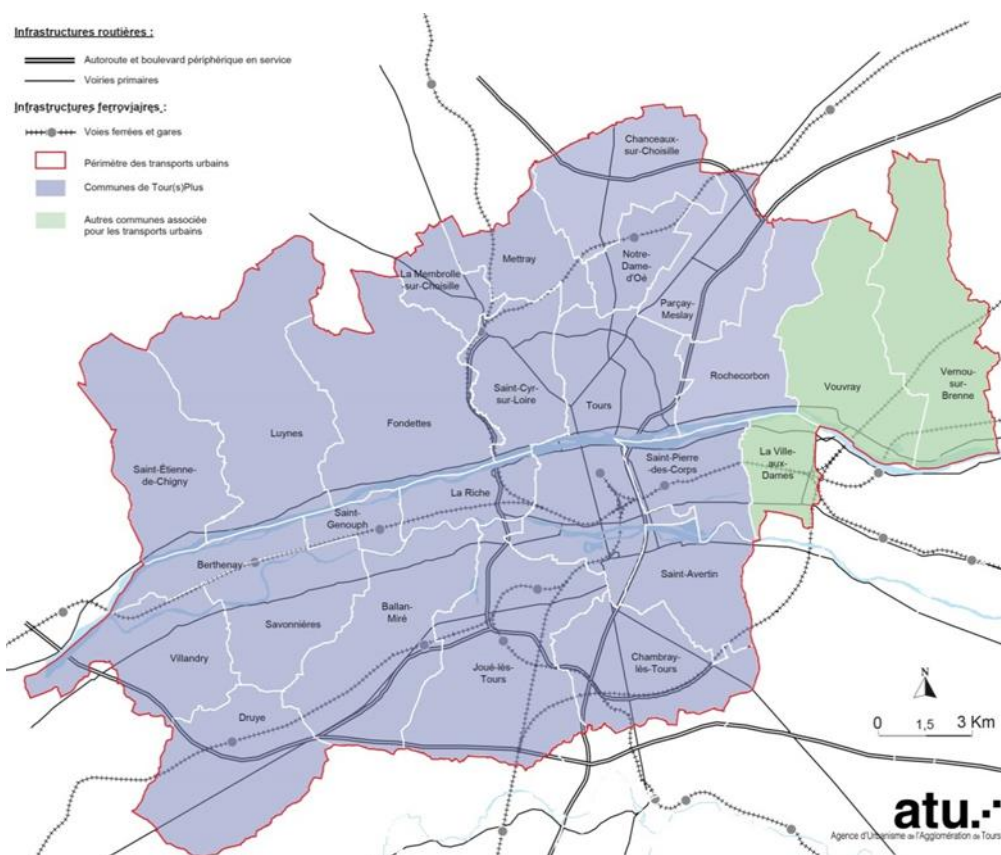 Infrastructures routières :
Autoroute et boulevard périphérique en service
Voiries primaires
Infrastructures ferroviaires :
Voies ferrées et gares
Périmètre des transports urbains
Communes de Tour(s)Plus
Autres communes associée
pour les transports urbains
Chanceaux-
sur-Choisille
La Membrolle
-sur-Choisille
Mettray
Notre-
Dame-
d'Oé
Parçay-
Meslay
Rochecorbon
Vouvray
Vernou-
sur-
Brenne
Saint-Cyr-
sur-Loire
Tours
Fondettes
Luynes
Saint-Étienne-
de-Chigny
Saint-Pierre
-des-Corps
La Ville-
aux-
Dames
La Riche
Saint-
Genouph
Berthenay
Saint-Avertin
Savonnières
Ballan-
Miré
Villandry
Joué-lès-
Tours
Chambray-
lès-Tours
Druye
N
0 1,5 3 Km
atu
Agence d'Urbanisme de l'Agglomération de Tours